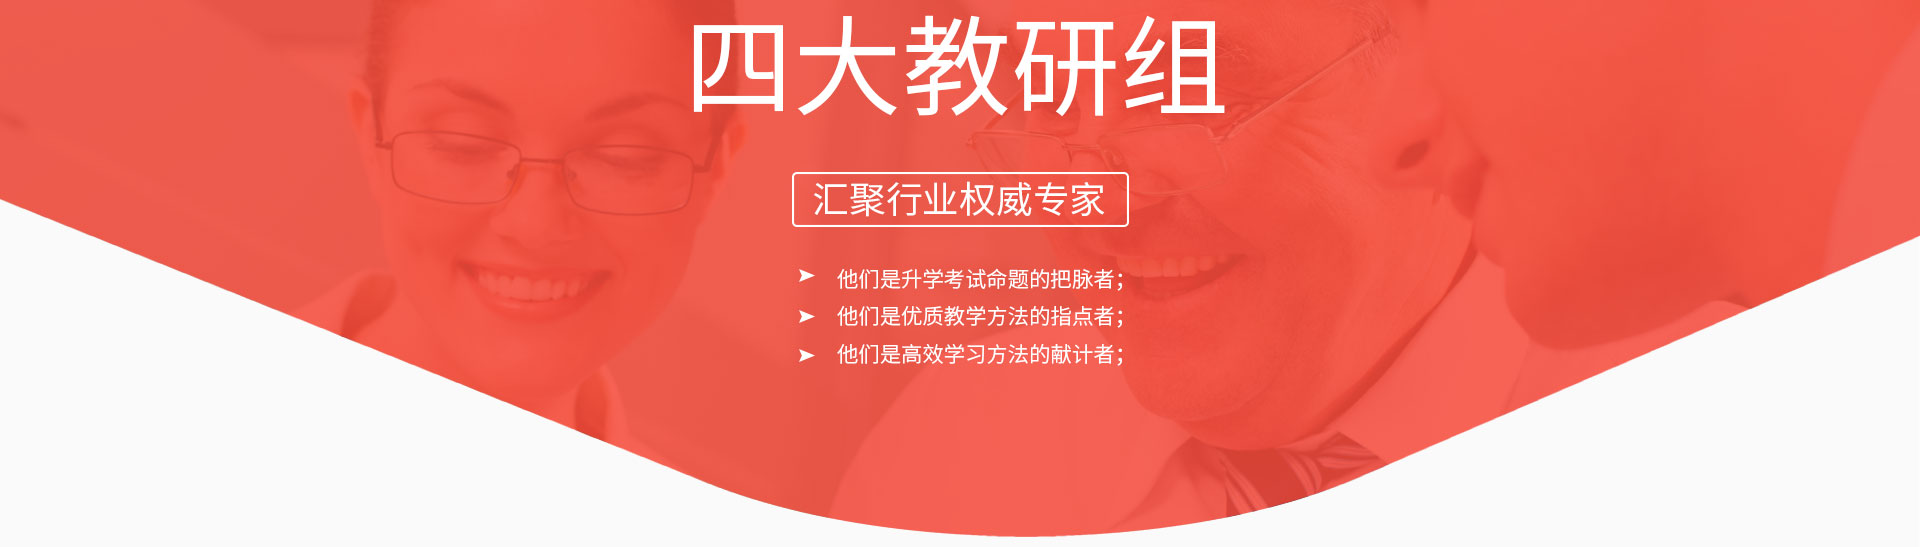 四大教研组
汇聚行业权威专家
他们是升学考试命题的把脉者；
他们是优质教学方法的指点者；
他们是高效学习方法的献计者；